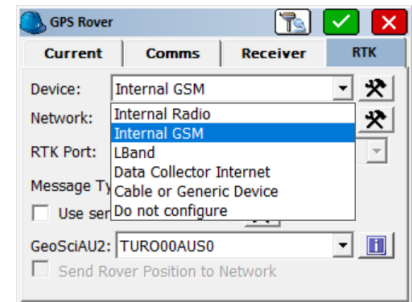 GPS Rover
Current Comms Receiver RTK
Device: Internal GSM
Internal Radio
Network: Internal GSM
LBand
RTK Port: Data Collector Internet
Message Ty Cable or Generic Device
Use ser Do not configure
GeoSciAU2: TURO00AUS0
Send Rover Position to Network